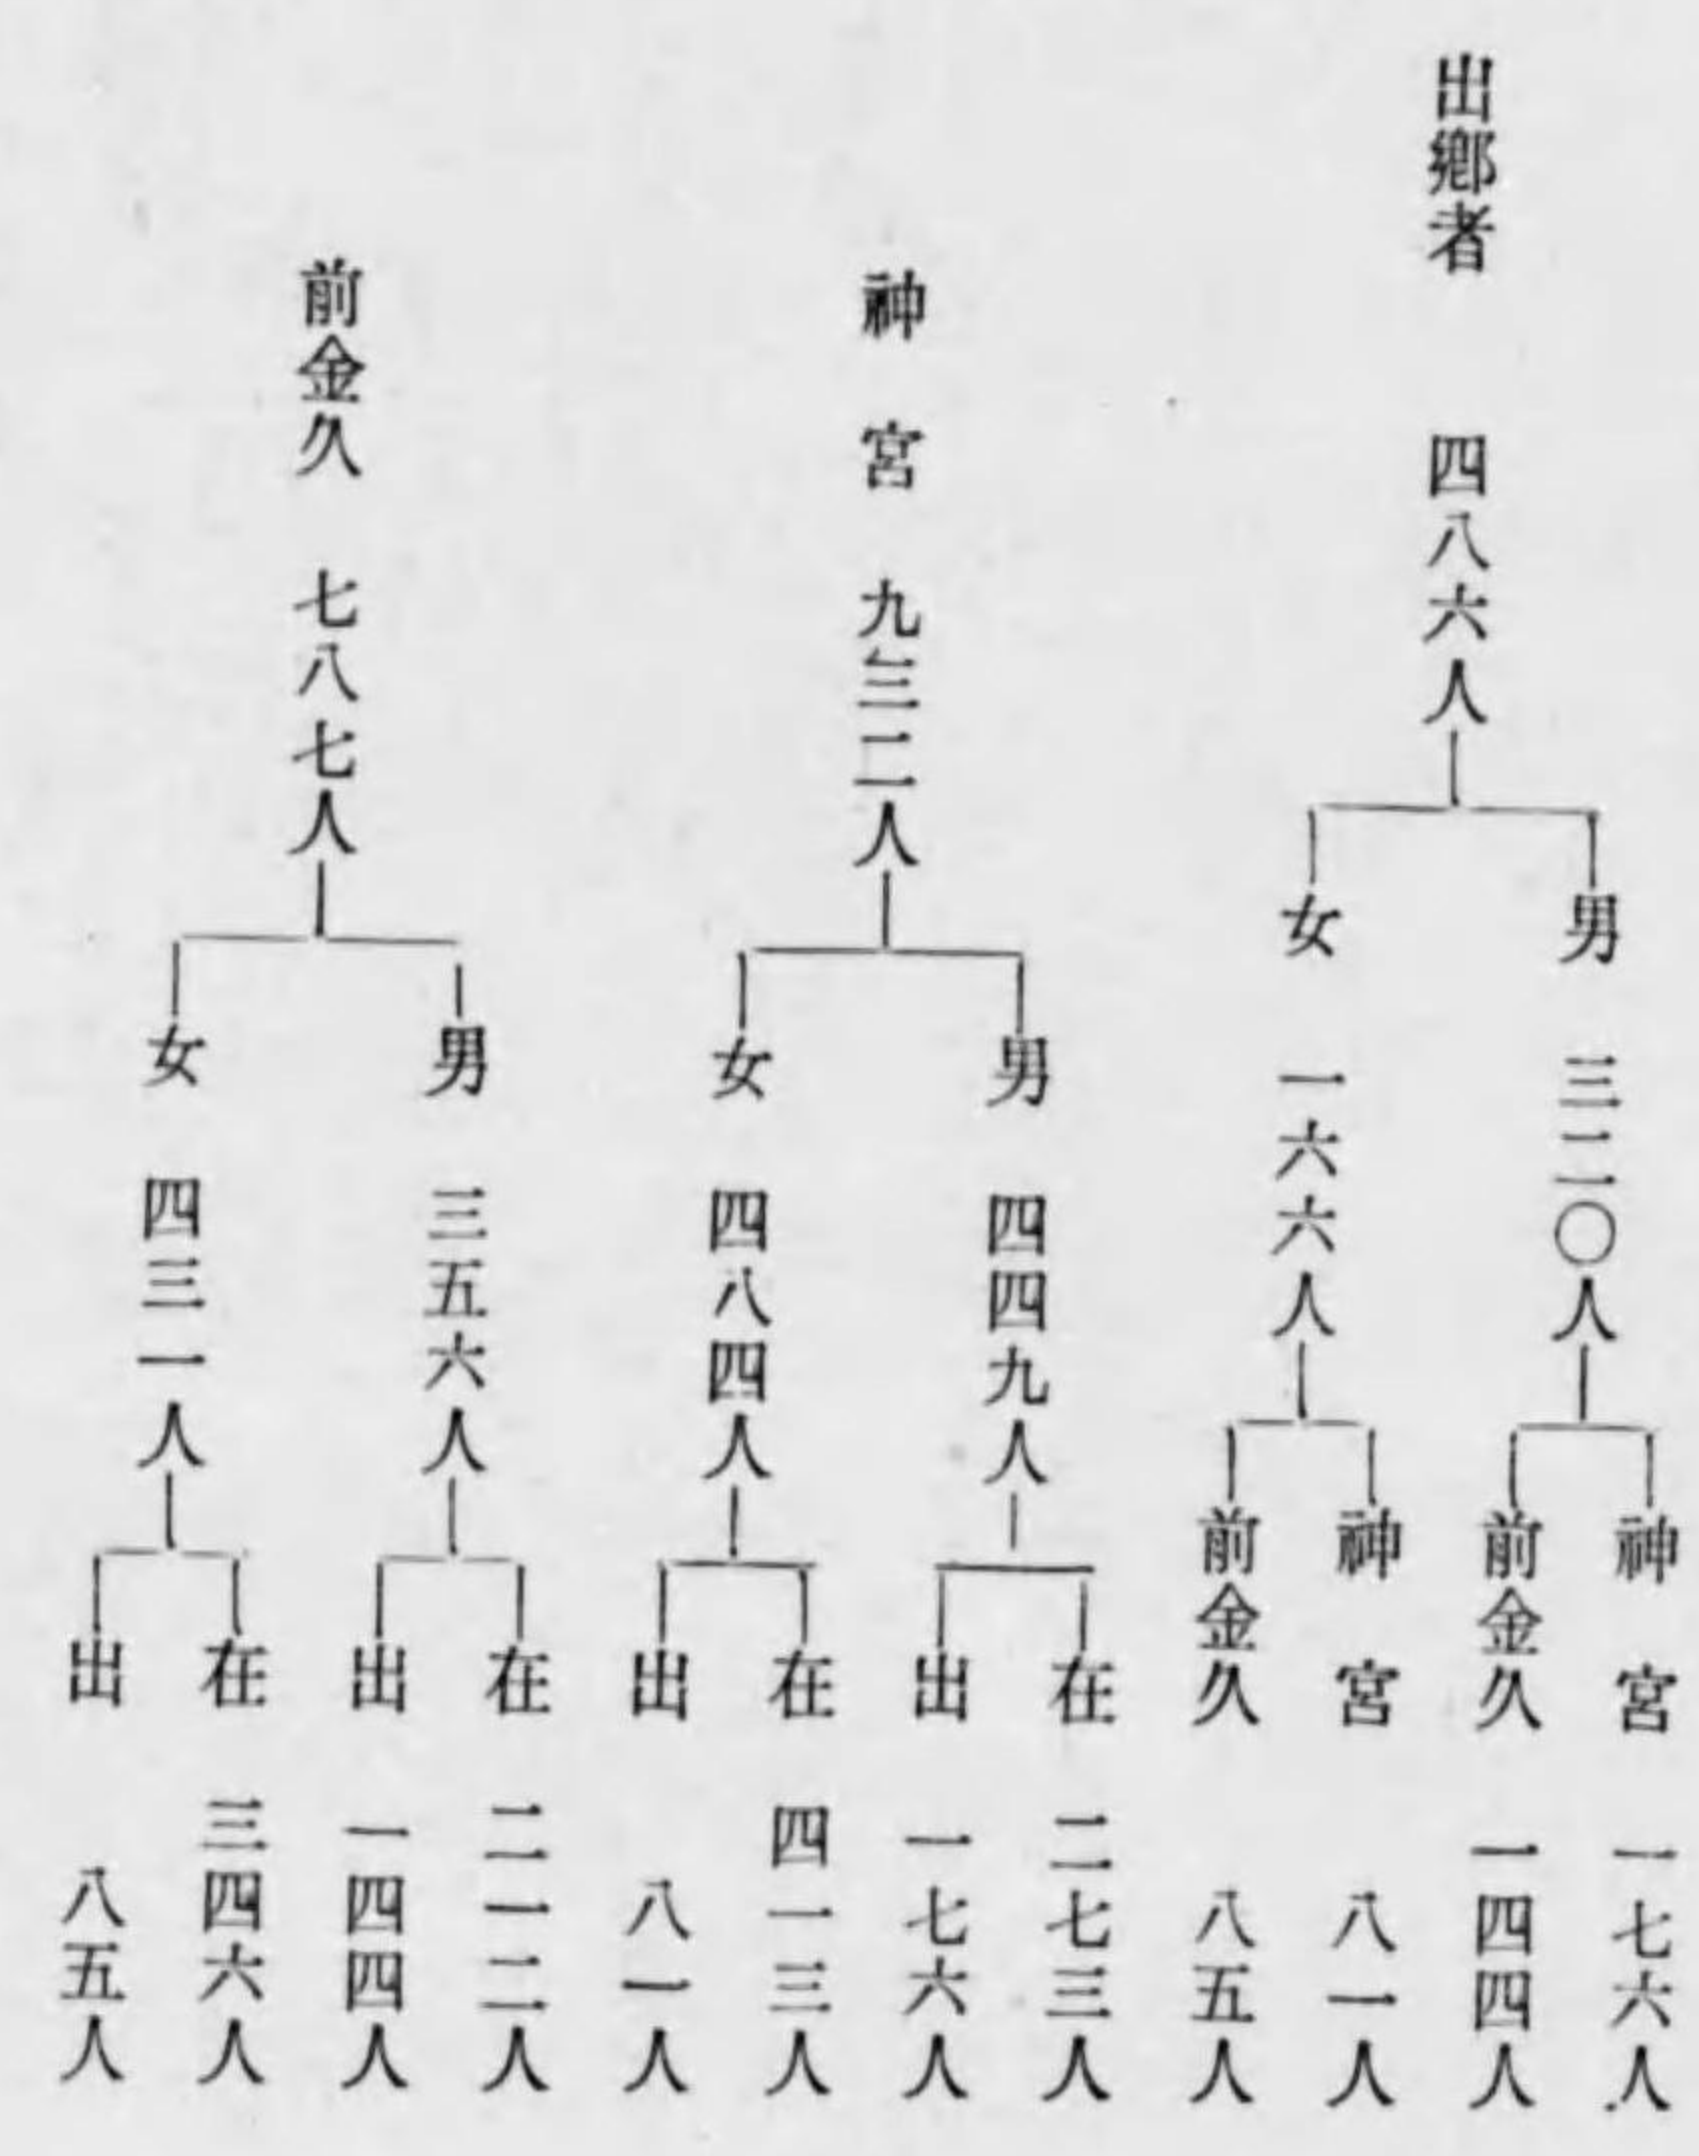 出鄕者 四八六人
男 三二〇人
神宮 一七六人
前金久 一四四人
女 一六六人
神宮 八一人
前金久 八五人
神宮 九三二人
男 四四九人
在 二七三人
出 一七六人
女 四八四人
在 四一三人
出 八一人
前金久 七八七人
男 三五六人
在 二一二人
出 一四四人
女 四三一人
在 三四六人
出 八五人